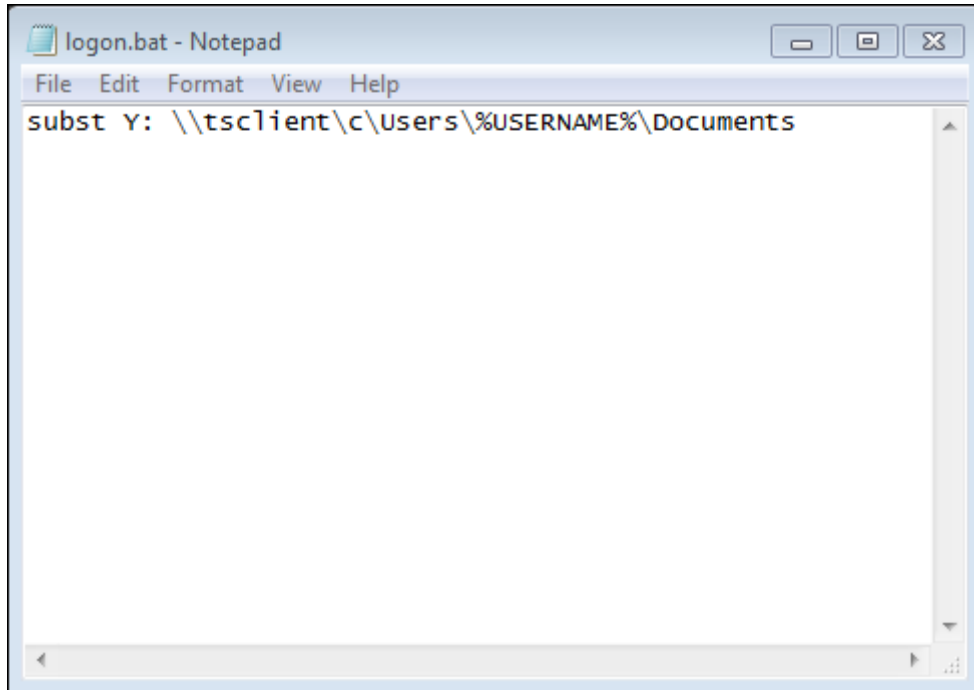 logon.bat - Notepad
File Edit Format View Help
subst Y: \\tsclient\c\Users\%USERNAME%\Documents